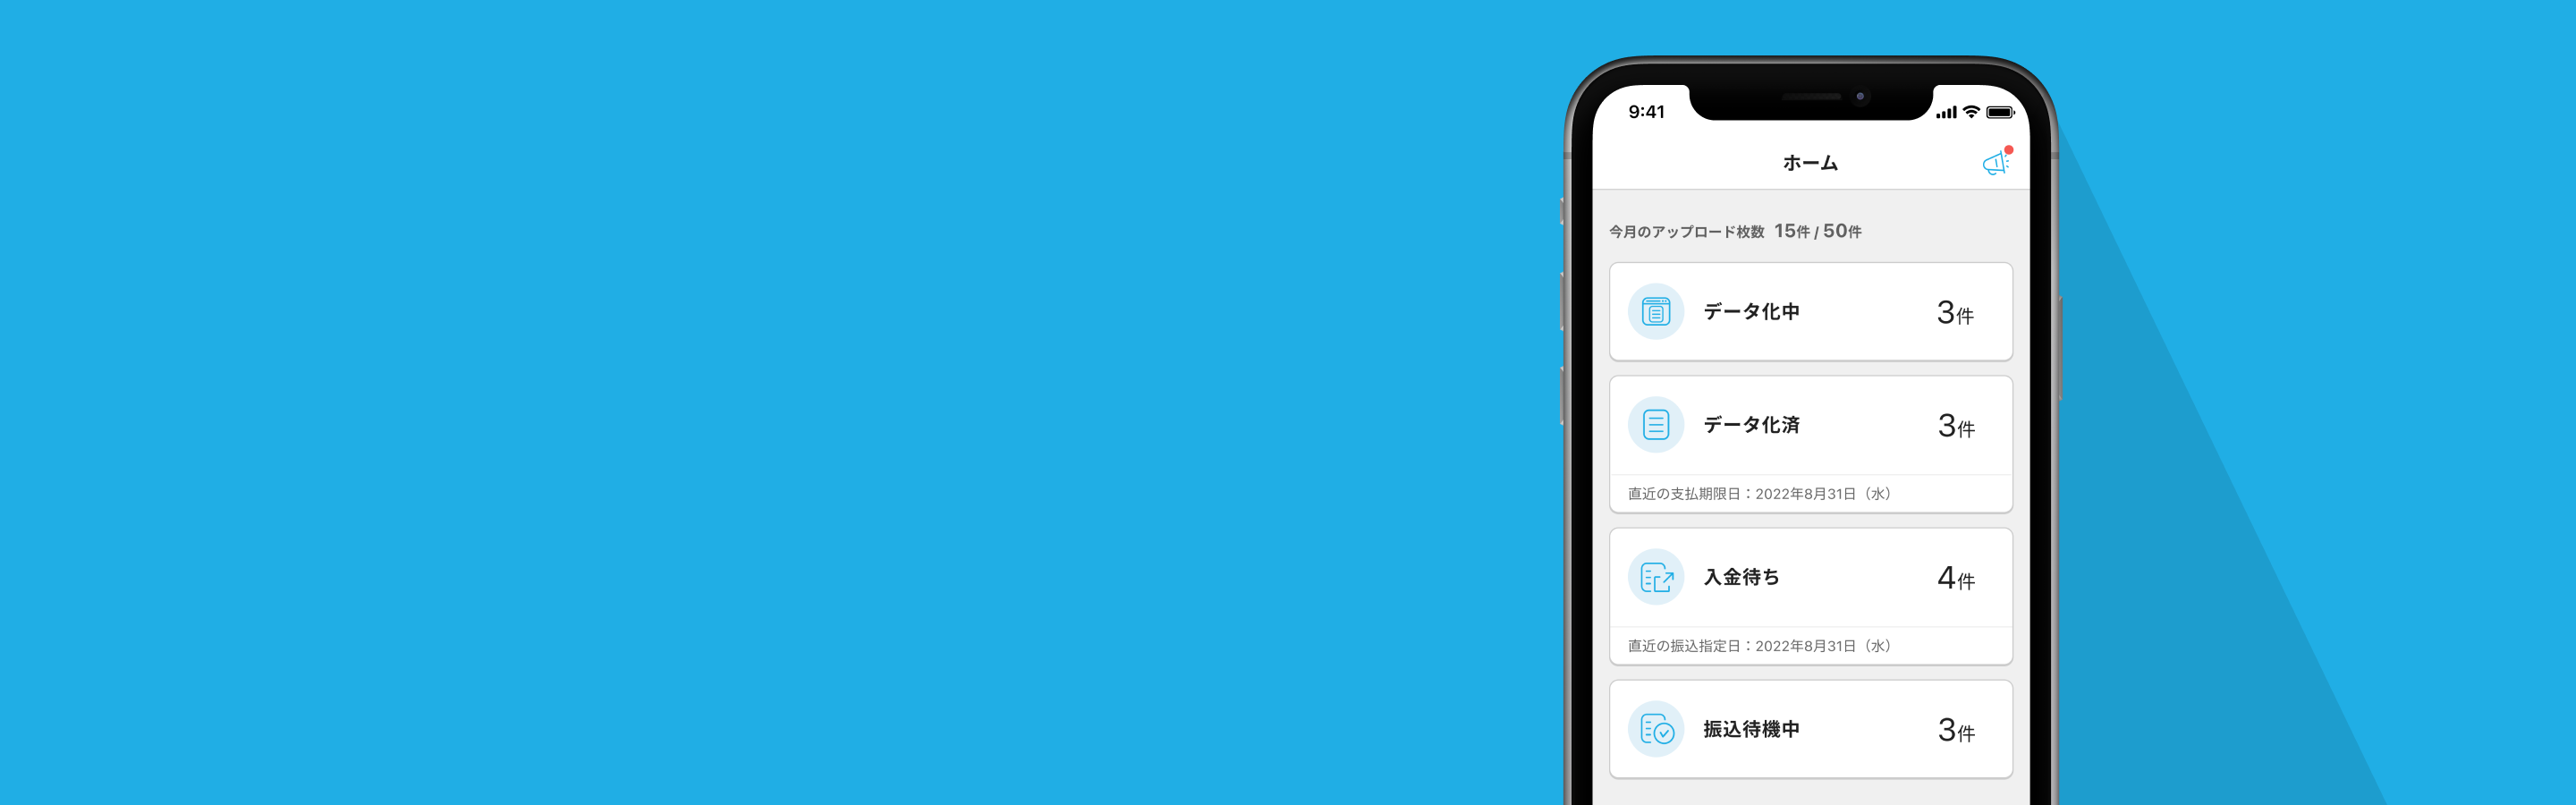 9:41
ホーム
今月のアップロード枚数 15件 / 50件
データ化中 3件
データ化済 3件
直近の支払期限日：2022年8月31日（水）
入金待ち 4件
直近の振込指定日：2022年8月31日（水）
振込待機中 3件